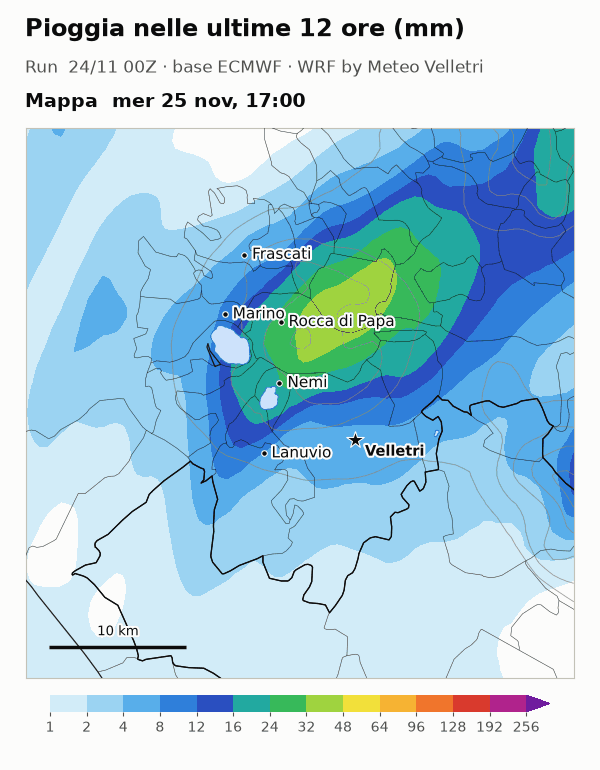 Pioggia nelle ultime 12 ore (mm)
Run  24/11 00Z · base ECMWF · WRF by Meteo Velletri
Mappa  mer 25 nov, 17:00
Frascati
Marino
Rocca di Papa
Nemi
Velletri
Lanuvio
10 km
1 2 4 8 12 16 24 32 48 64 96 128 192 256